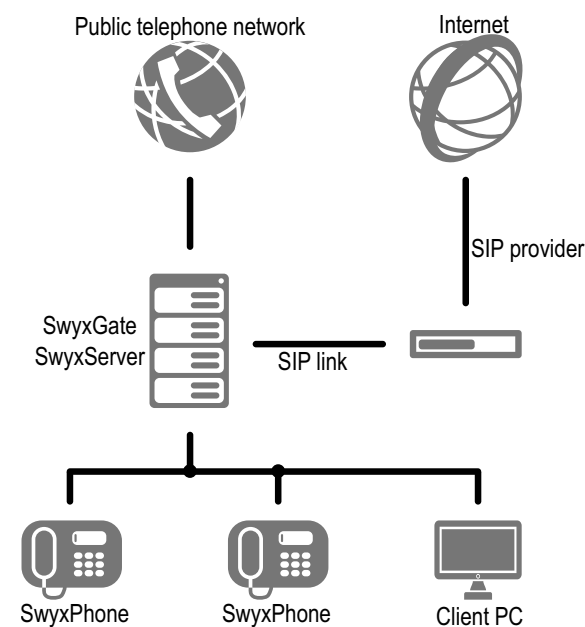 Public telephone network
Internet
SIP provider
SwyxGate
SwyxServer
SIP link
SwyxPhone
SwyxPhone
Client PC